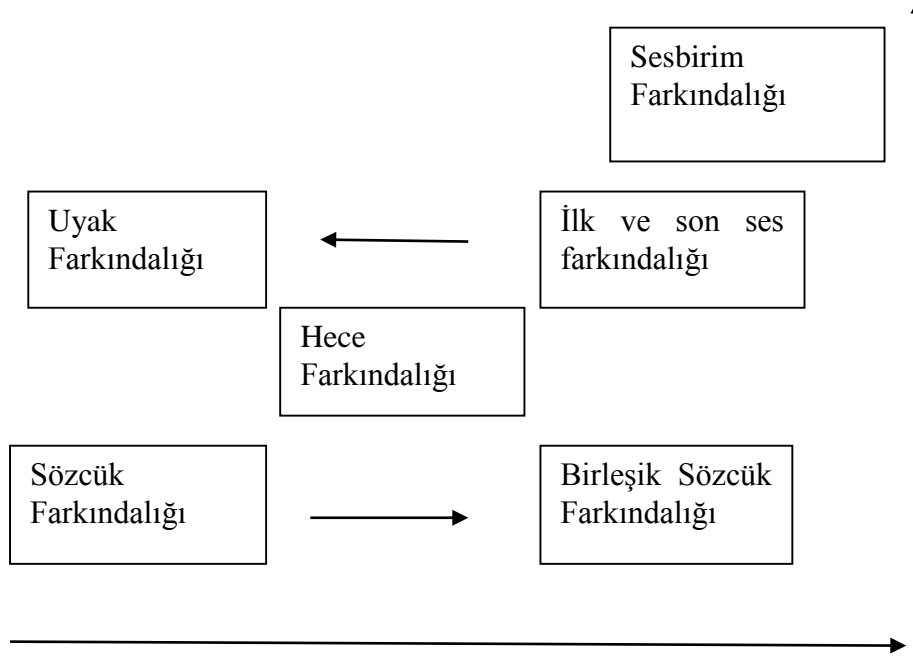 Sesbirim
Farkındalığı
Uyak
Farkındalığı
İlk ve son ses
farkındalığı
Hece
Farkındalığı
Sözcük
Farkındalığı
Birleşik Sözcük
Farkındalığı